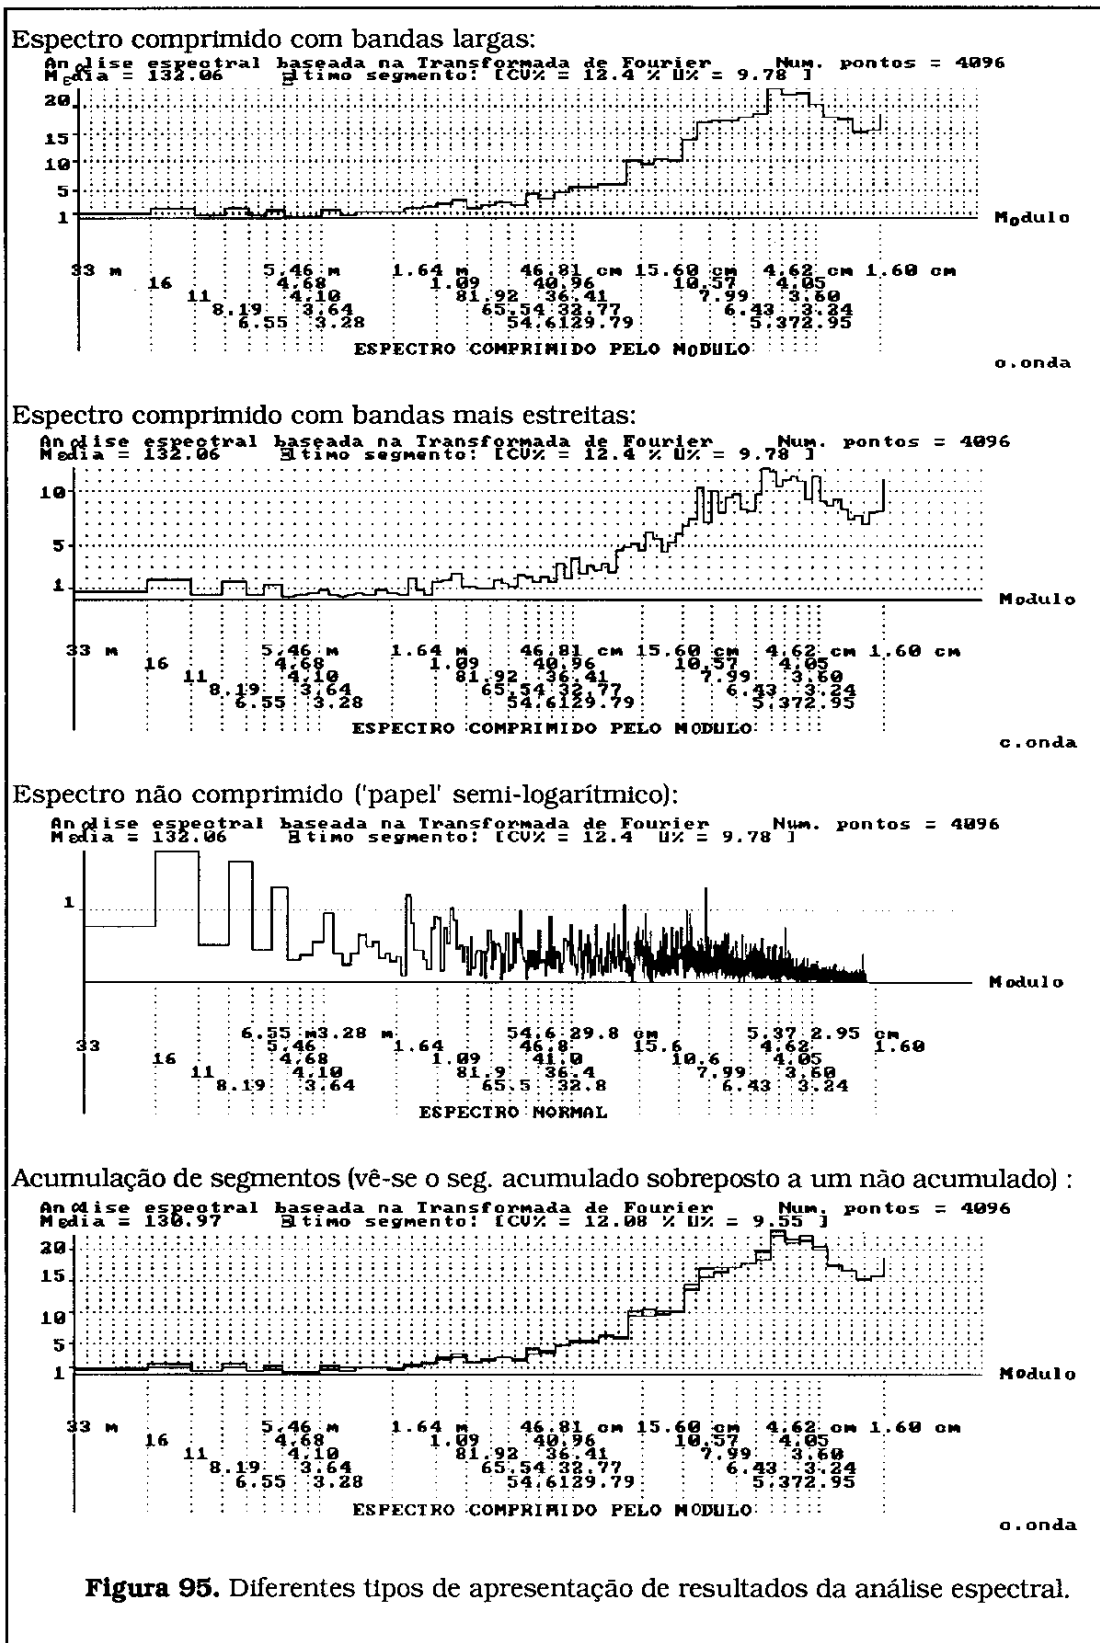 Espectro comprimido com bandas largas:
Análise espectral baseada na Transformada de Fourier Num. pontos = 4096
Média = 132.06 Último segmento: [CV% = 12.4 % U% = 9.78 ]
20
15
10
5
1
Modulo
33 m 5.46 m 1.64 m 46.81 cm 15.60 cm 4.62 cm 1.60 cm
16 4.68 1.09 40.96 10.57 4.05
11 4.10 81.92 36.41 7.99 3.60
8.19 3.64 65.54 32.77 6.43 3.24
6.55 3.28 54.61 29.79 5.37 2.95
ESPECTRO COMPRIMIDO PELO MODULO
c.onda
Espectro comprimido com bandas mais estreitas:
Análise espectral baseada na Transformada de Fourier Num. pontos = 4096
Média = 132.06 Último segmento: [CV% = 12.4 % U% = 9.78 ]
10
5
1
Modulo
33 m 5.46 m 1.64 m 46.81 cm 15.60 cm 4.62 cm 1.60 cm
16 4.68 1.09 40.96 10.57 4.05
11 4.10 81.92 36.41 7.99 3.60
8.19 3.64 65.54 32.77 6.43 3.24
6.55 3.28 54.61 29.79 5.37 2.95
ESPECTRO COMPRIMIDO PELO MODULO
c.onda
Espectro não comprimido ('papel' semi-logarítmico):
Análise espectral baseada na Transformada de Fourier Num. pontos = 4096
Média = 132.06 Último segmento: [CV% = 12.4 U% = 9.78 ]
1
Modulo
6.55 m 3.28 m 54.6 29.8 cm 5.37 2.95 cm
33 5.46 1.64 46.8 15.6 4.62 1.60
16 4.68 1.09 41.0 10.6 4.05
11 4.10 81.9 36.4 7.99 3.60
8.19 3.64 65.5 32.8 6.43 3.24
ESPECTRO NORMAL
Acumulação de segmentos (vê-se o seg. acumulado sobreposto a um não acumulado) :
Análise espectral baseada na Transformada de Fourier Num. pontos = 4096
Média = 130.97 Último segmento: [CV% = 12.08 % U% = 9.55 ]
20
15
10
5
1
Modulo
33 m 5.46 m 1.64 m 46.81 cm 15.60 cm 4.62 cm 1.60 cm
16 4.68 1.09 40.96 10.57 4.05
11 4.10 81.92 36.41 7.99 3.60
8.19 3.64 65.54 32.77 6.43 3.24
6.55 3.28 54.61 29.79 5.37 2.95
ESPECTRO COMPRIMIDO PELO MODULO
c.onda
Figura 95. Diferentes tipos de apresentação de resultados da análise espectral.